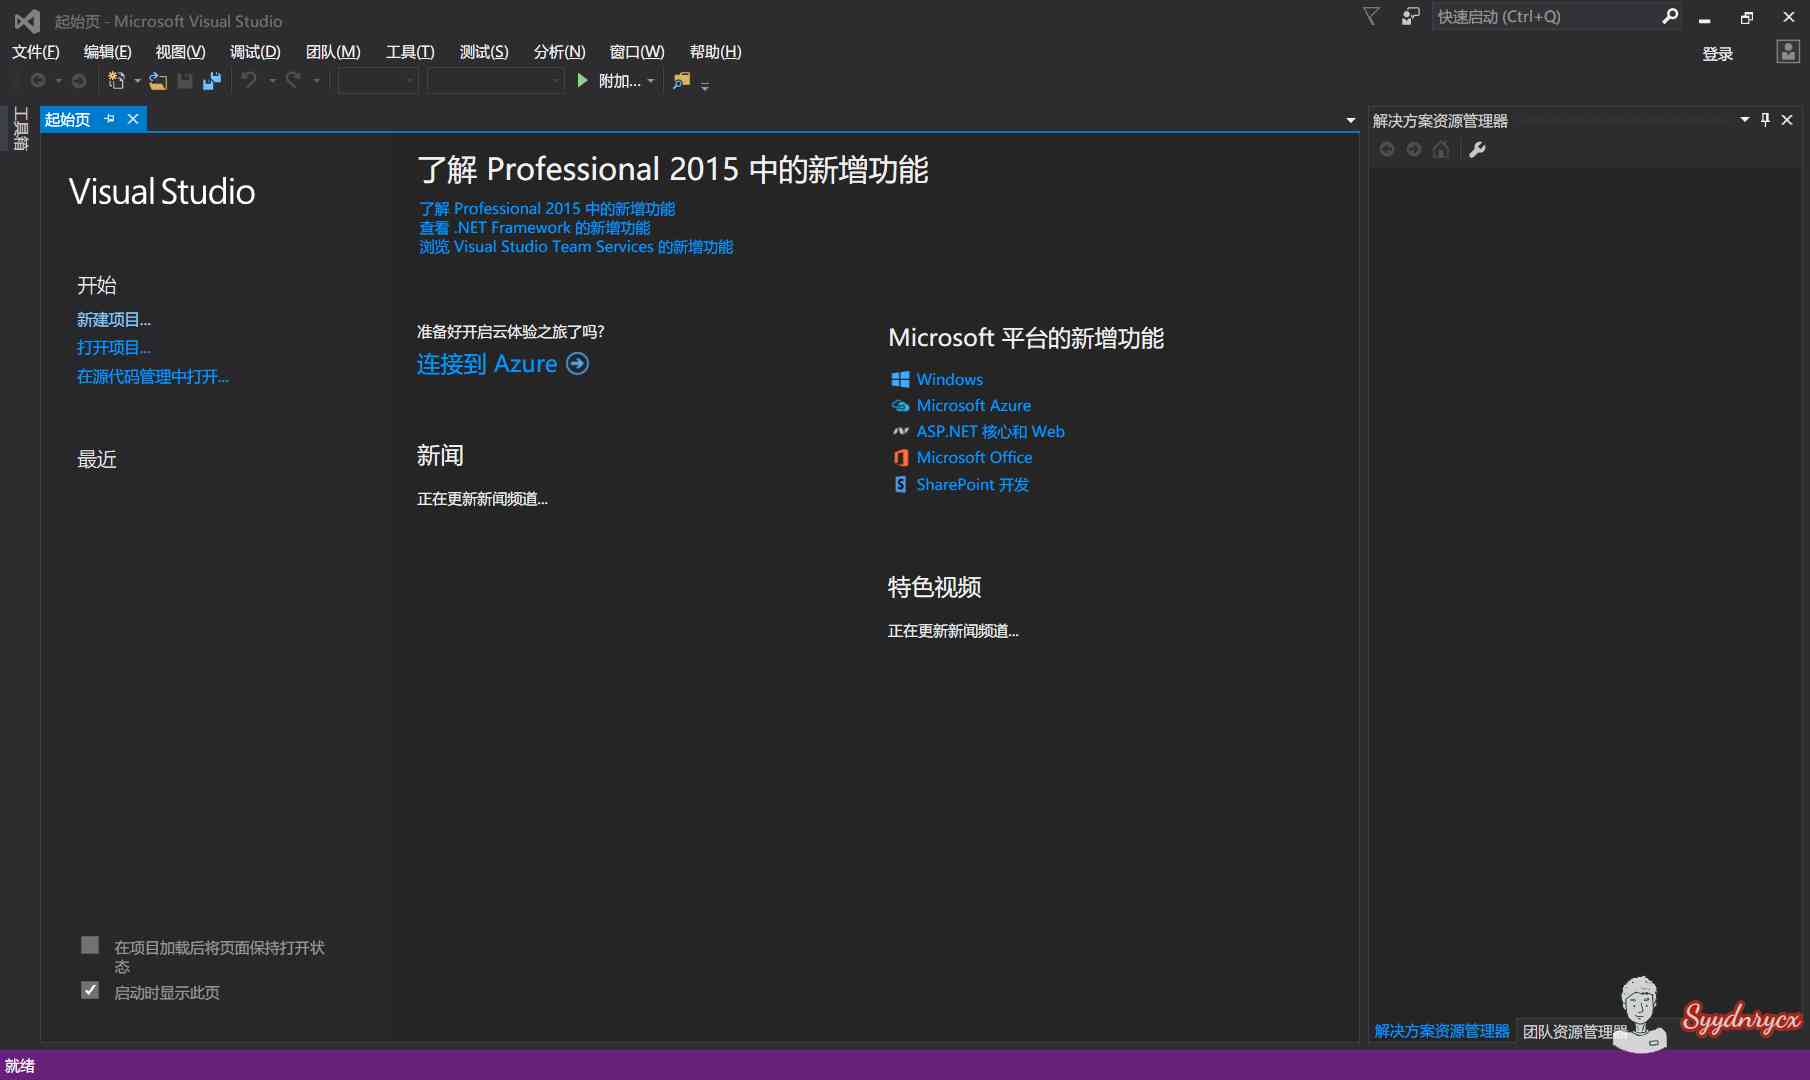 起始页 - Microsoft Visual Studio
快速启动 (Ctrl+Q)
文件(F) 编辑(E) 视图(V) 调试(D) 团队(M) 工具(T) 测试(S) 分析(N) 窗口(W) 帮助(H)
登录
附加...
工具箱
起始页
解决方案资源管理器
Visual Studio
了解 Professional 2015 中的新增功能
了解 Professional 2015 中的新增功能
查看 .NET Framework 的新增功能
浏览 Visual Studio Team Services 的新增功能
开始
新建项目...
打开项目...
在源代码管理中打开...
最近
准备好开启云体验之旅了吗?
连接到 Azure
新闻
正在更新新闻频道...
Microsoft 平台的新增功能
Windows
Microsoft Azure
ASP.NET 核心和 Web
Microsoft Office
SharePoint 开发
特色视频
正在更新新闻频道...
在项目加载后将页面保持打开状
态
启动时显示此页
解决方案资源管理器 团队资源管理器
Syydnrycx
就绪